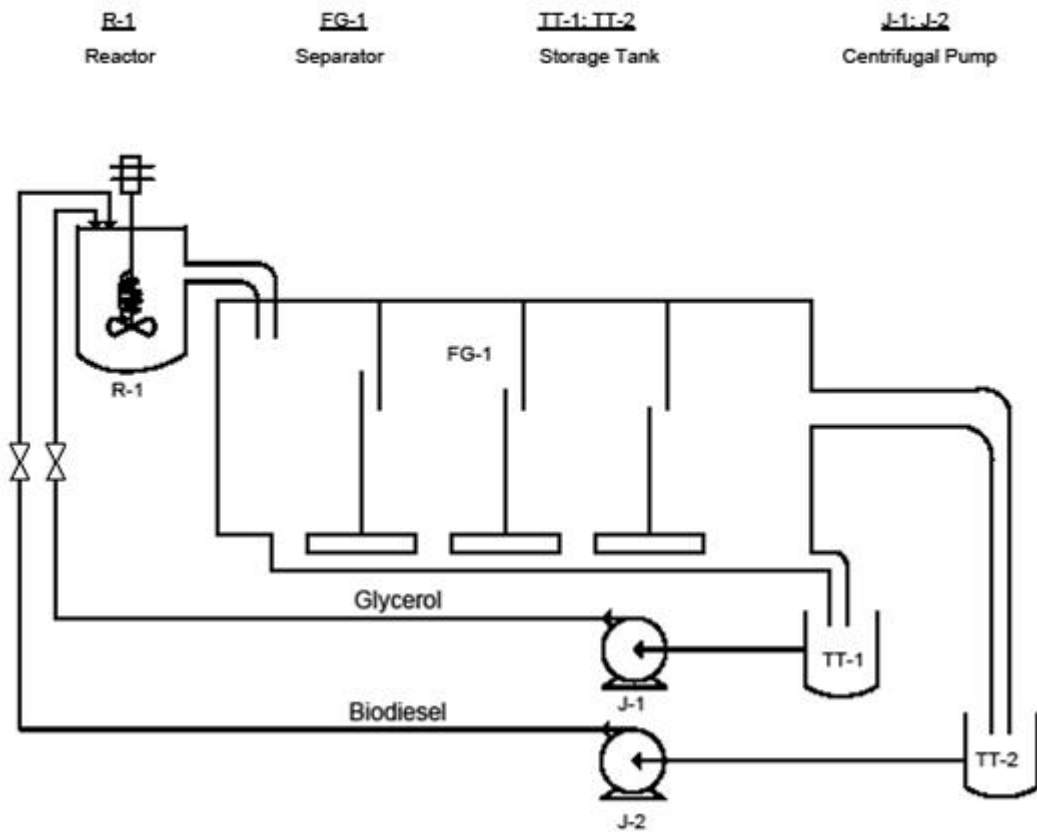 R-1 FG-1 TT-1; TT-2 J-1; J-2
Reactor Separator Storage Tank Centrifugal Pump
FG-1
R-1
Glycerol
TT-1
J-1
Biodiesel
TT-2
J-2